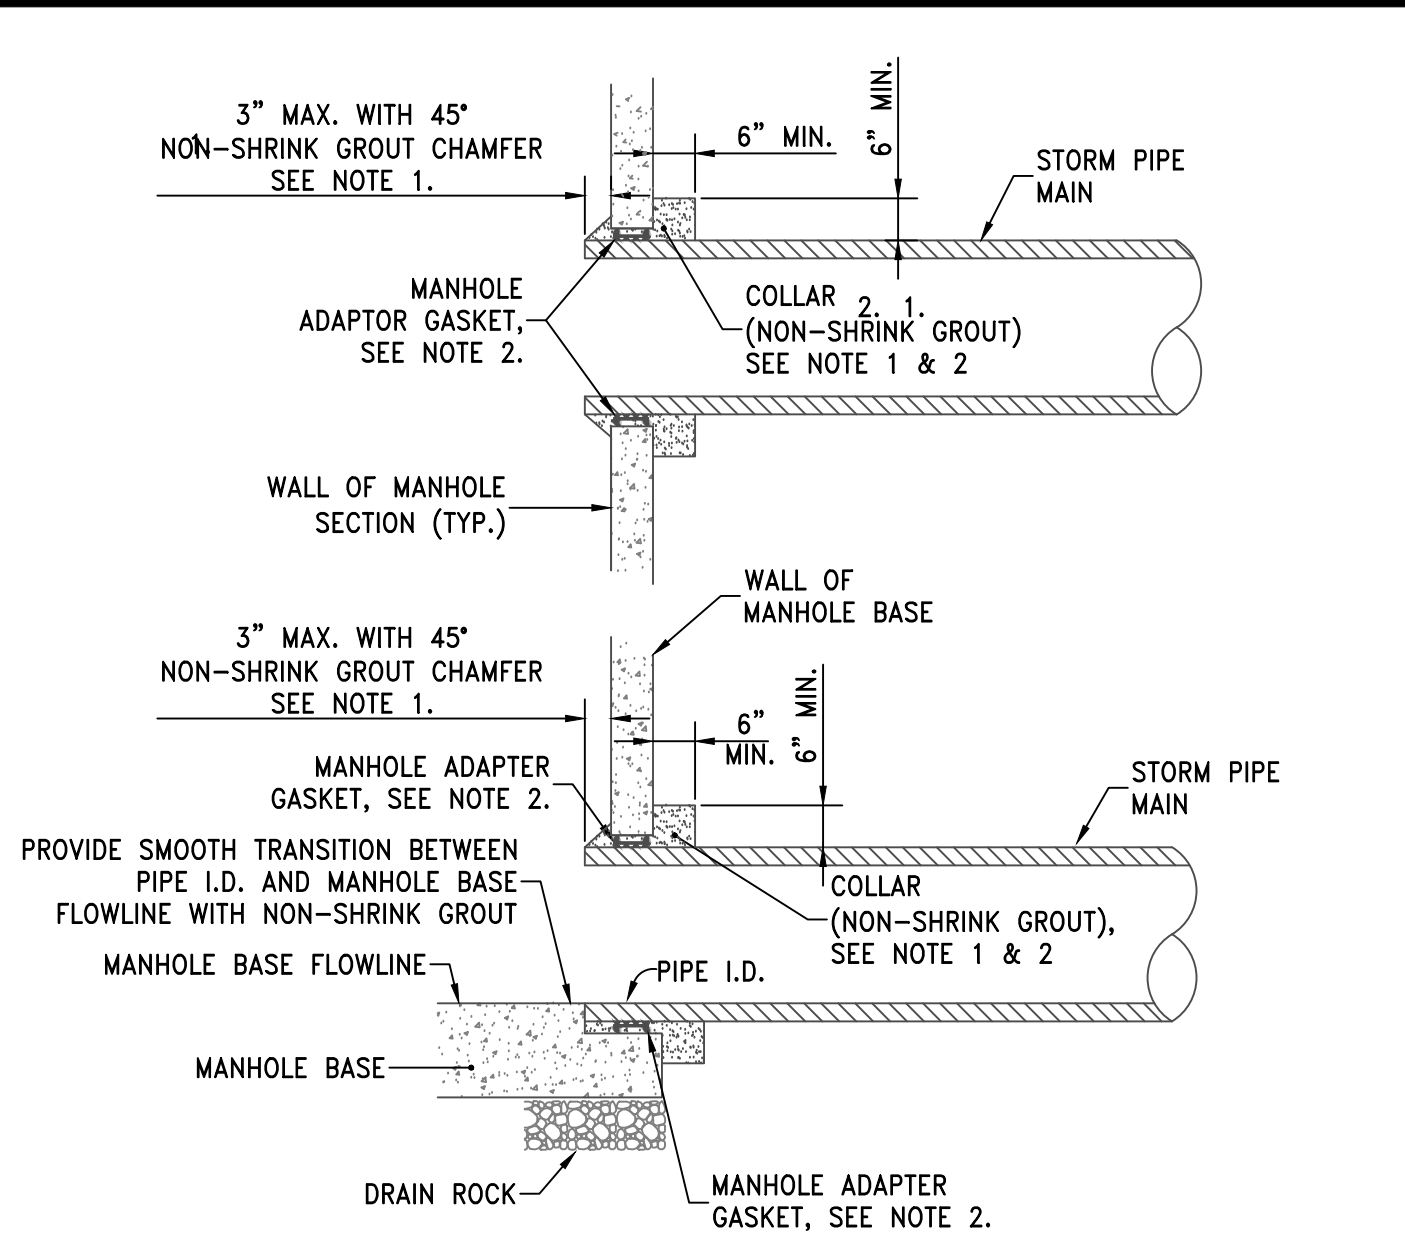 3” MAX. WITH 45°
NON-SHRINK GROUT CHAMFER
1
SEE NOTE 1.
6” MIN.
6” MIN.
STORM PIPE
MAIN
MANHOLE
ADAPTOR GASKET,
SEE NOTE 2.
COLLAR
2. 1.
(NON-SHRINK GROUT)
SEE NOTE 1 & 2
WALL OF MANHOLE
SECTION (TYP.)
WALL OF
MANHOLE BASE
3” MAX. WITH 45°
NON-SHRINK GROUT CHAMFER
SEE NOTE 1.
6”
MIN.
6” MIN.
MANHOLE ADAPTER
GASKET, SEE NOTE 2.
STORM PIPE
MAIN
PROVIDE SMOOTH TRANSITION BETWEEN
PIPE I.D. AND MANHOLE BASE
FLOWLINE WITH NON-SHRINK GROUT
COLLAR
(NON-SHRINK GROUT),
SEE NOTE 1 & 2
MANHOLE BASE FLOWLINE
PIPE I.D.
MANHOLE BASE
DRAIN ROCK
MANHOLE ADAPTER
GASKET, SEE NOTE 2.